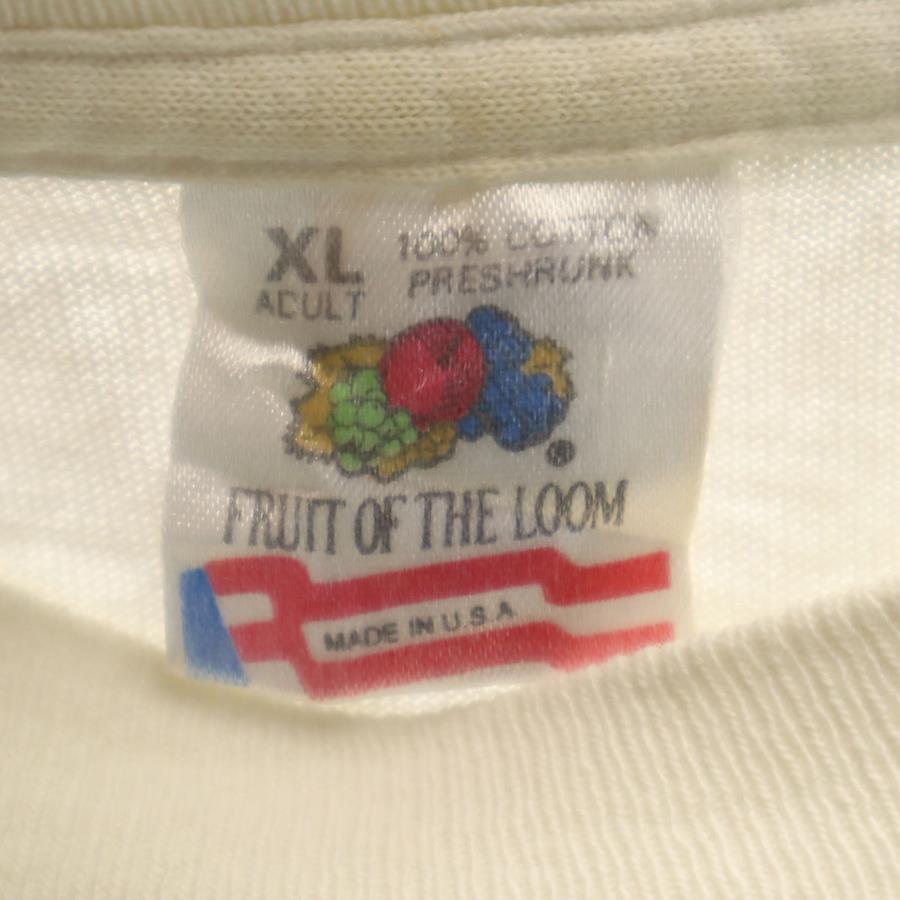 XL
ADULT
100% COTTON
PRESHRUNK
®
FRUIT OF THE LOOM
MADE IN U.S.A.